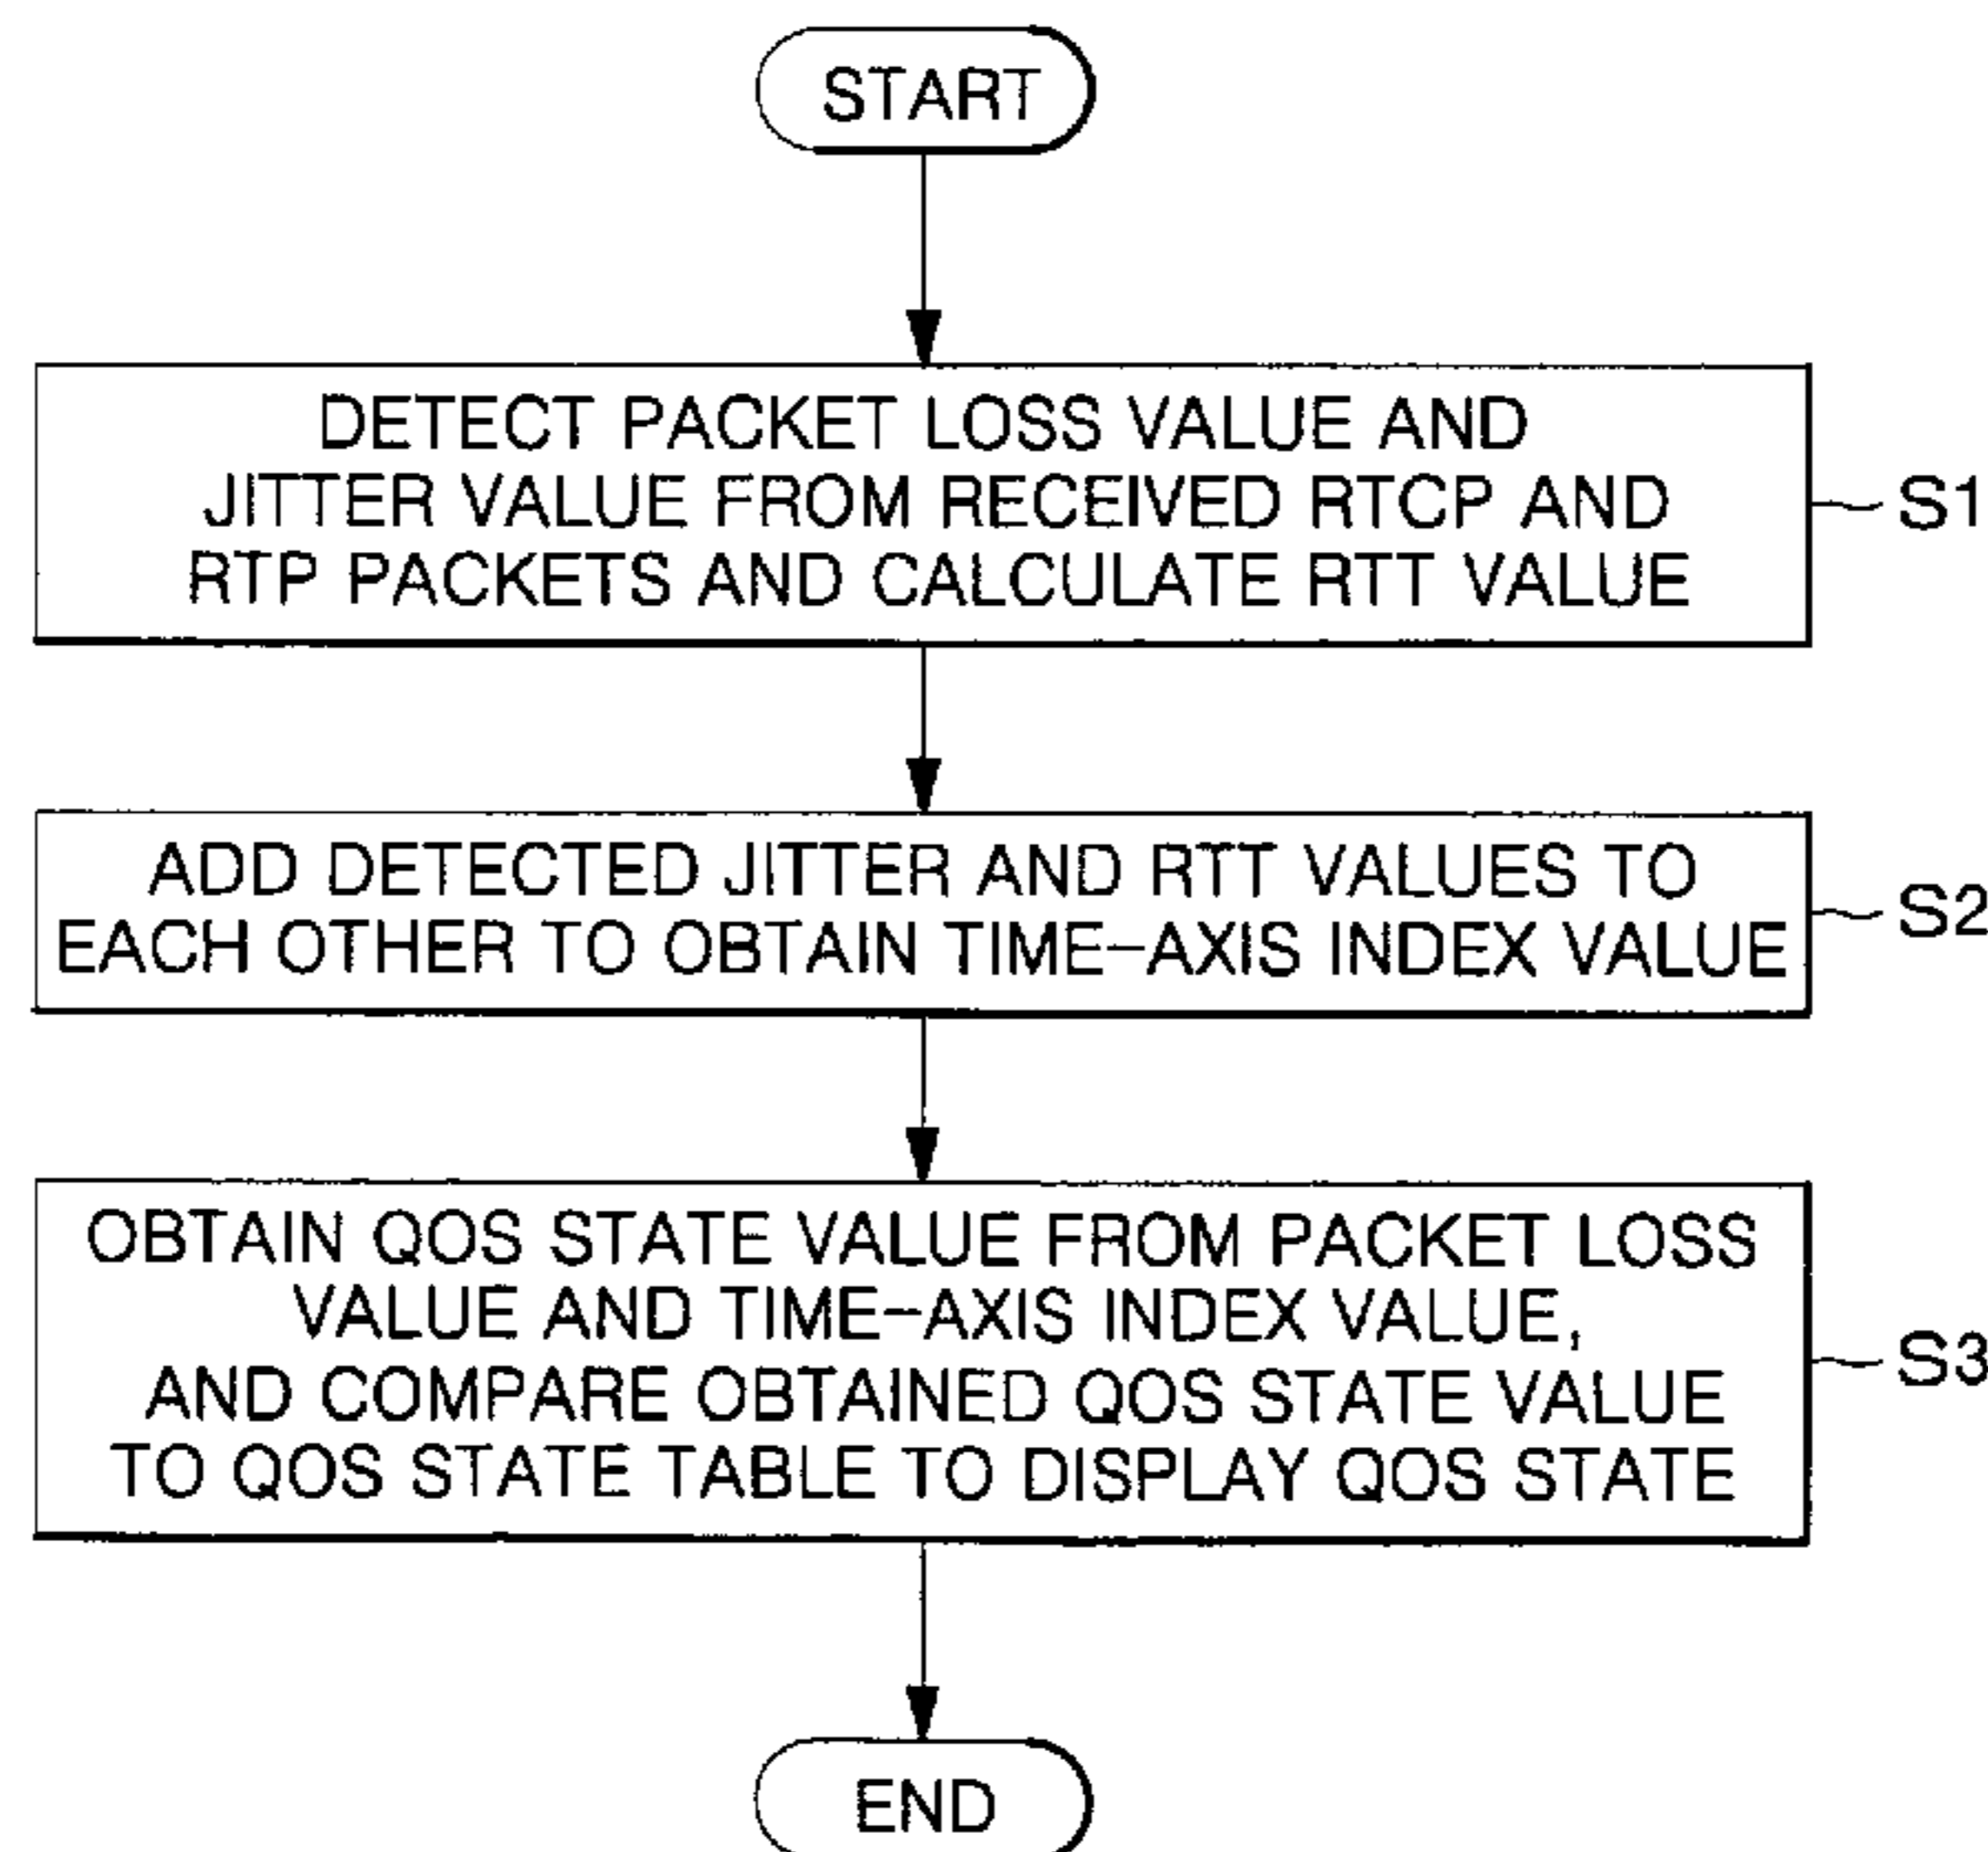 START
DETECT PACKET LOSS VALUE AND
JITTER VALUE FROM RECEIVED RTCP AND
RTP PACKETS AND CALCULATE RTT VALUE
S1
ADD DETECTED JITTER AND RTT VALUES TO
EACH OTHER TO OBTAIN TIME-AXIS INDEX VALUE
S2
OBTAIN QOS STATE VALUE FROM PACKET LOSS
VALUE AND TIME-AXIS INDEX VALUE,
AND COMPARE OBTAINED QOS STATE VALUE
TO QOS STATE TABLE TO DISPLAY QOS STATE
S3
END